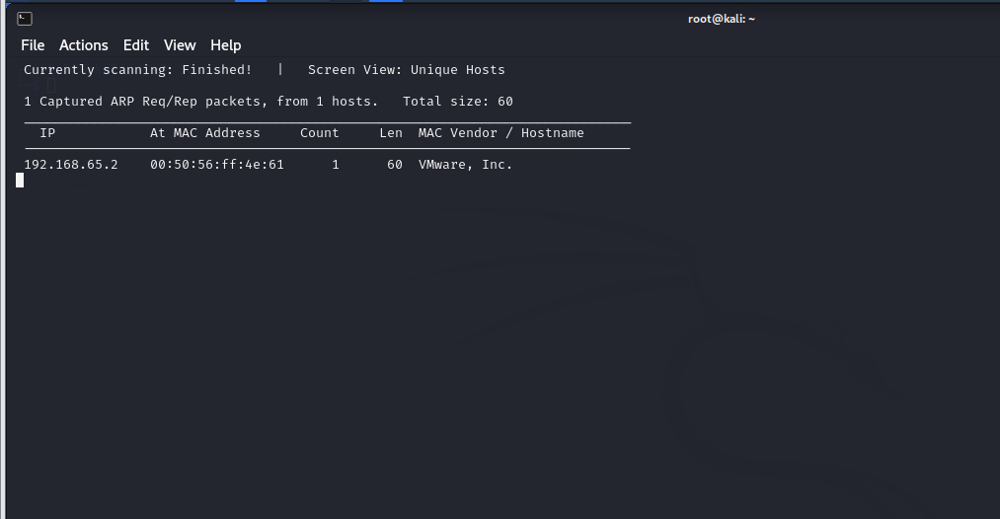 root@kali: ~
File Actions Edit View Help
Currently scanning: Finished! | Screen View: Unique Hosts
1 Captured ARP Req/Rep packets, from 1 hosts. Total size: 60
IP At MAC Address Count Len MAC Vendor / Hostname
192.168.65.2 00:50:56:ff:4e:61 1 60 VMware, Inc.